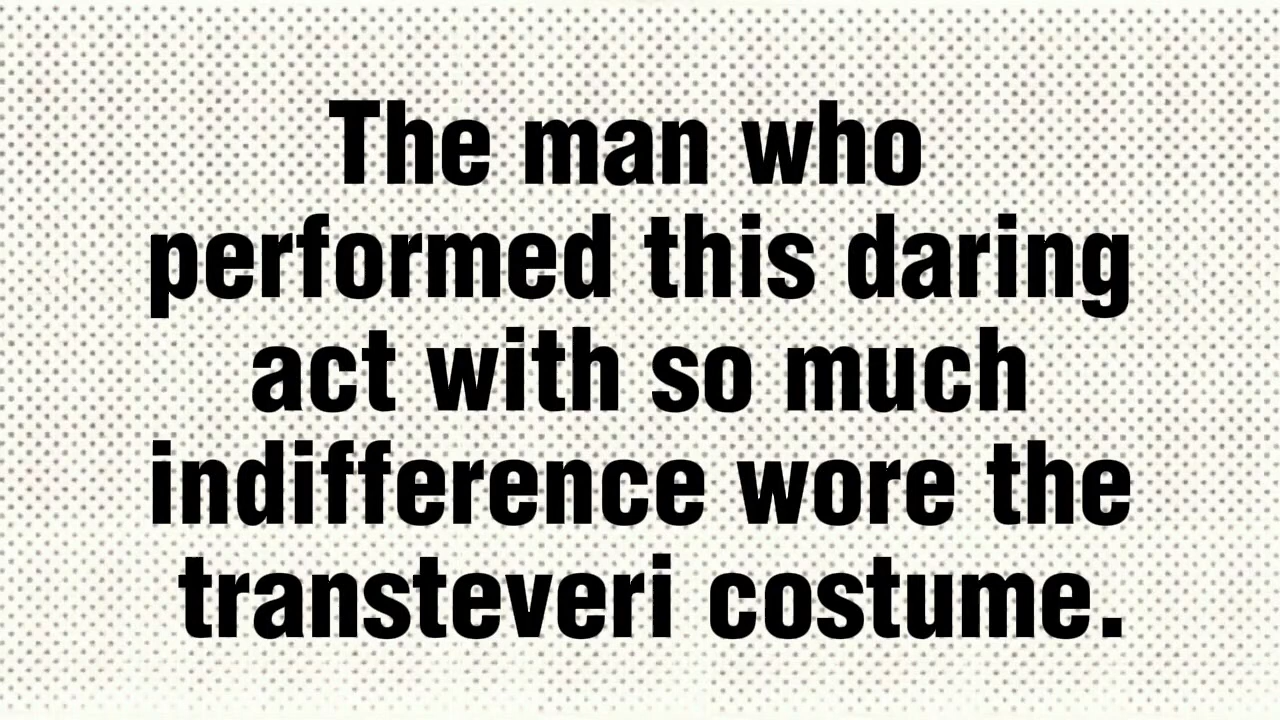 The man who
performed this daring
act with so much
indifference wore the
transteveri costume.